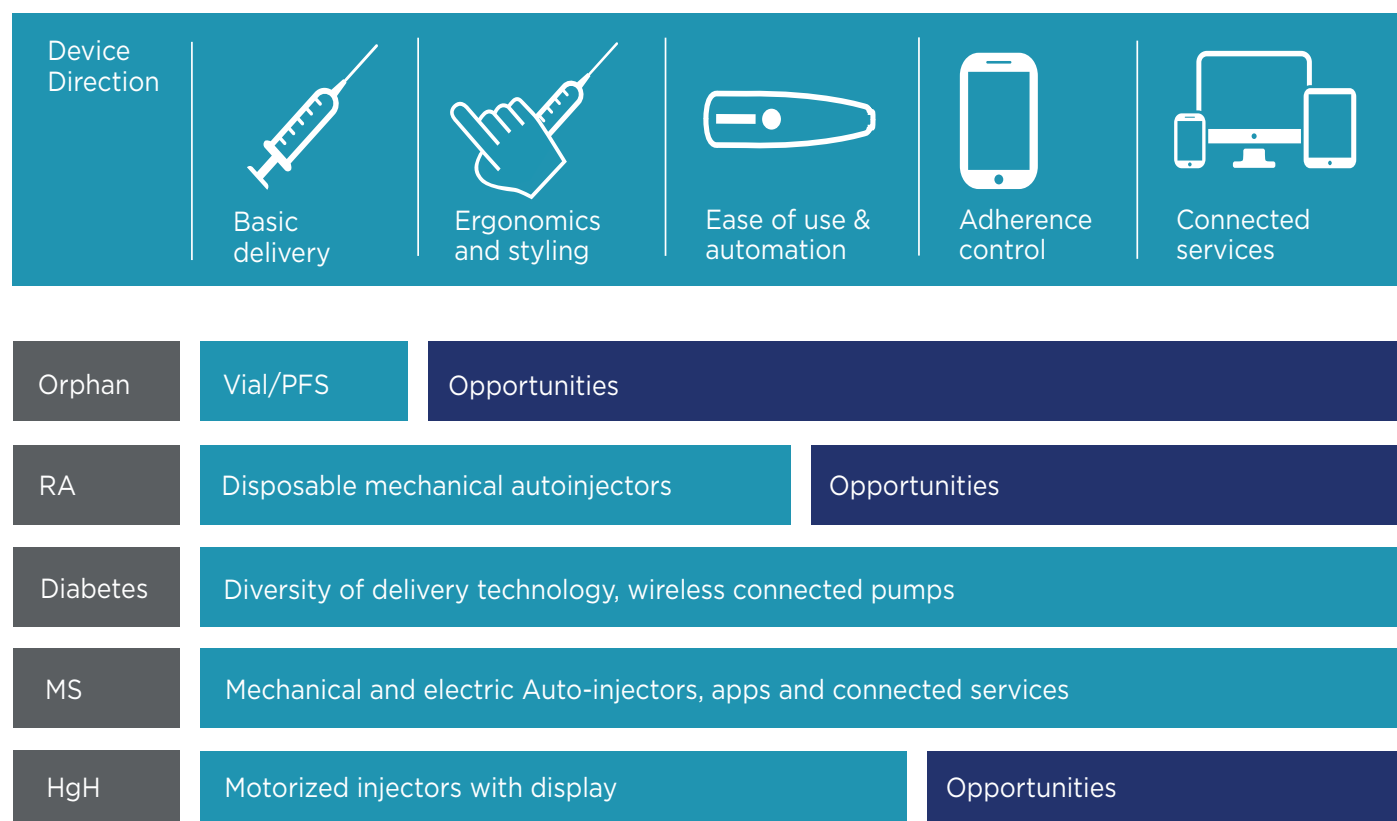 Device
Direction
Basic
delivery
Ergonomics
and styling
Ease of use &
automation
Adherence
control
Connected
services
Orphan
Vial/PFS
Opportunities
RA
Disposable mechanical autoinjectors
Opportunities
Diabetes
Diversity of delivery technology, wireless connected pumps
MS
Mechanical and electric Auto-injectors, apps and connected services
HgH
Motorized injectors with display
Opportunities